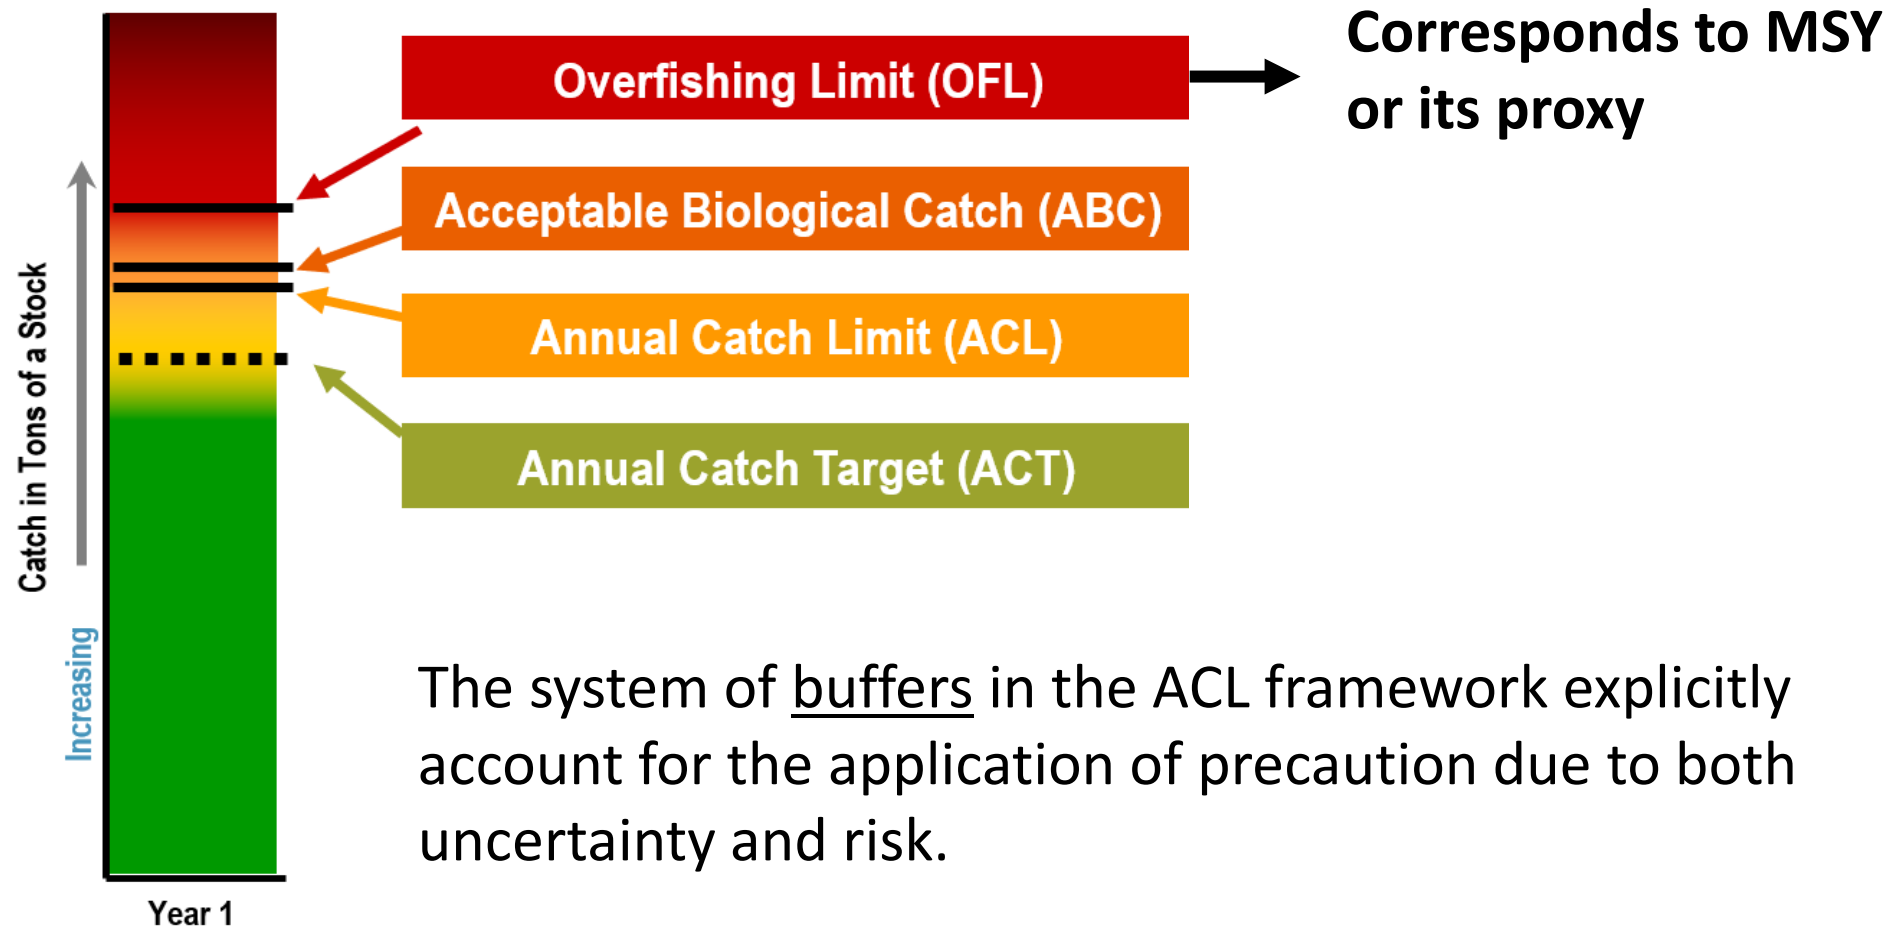 Corresponds to MSY
or its proxy
Overfishing Limit (OFL)
Acceptable Biological Catch (ABC)
Annual Catch Limit (ACL)
Annual Catch Target (ACT)
Catch in Tons of a Stock
Increasing
The system of buffers in the ACL framework explicitly
account for the application of precaution due to both
uncertainty and risk.
Year 1